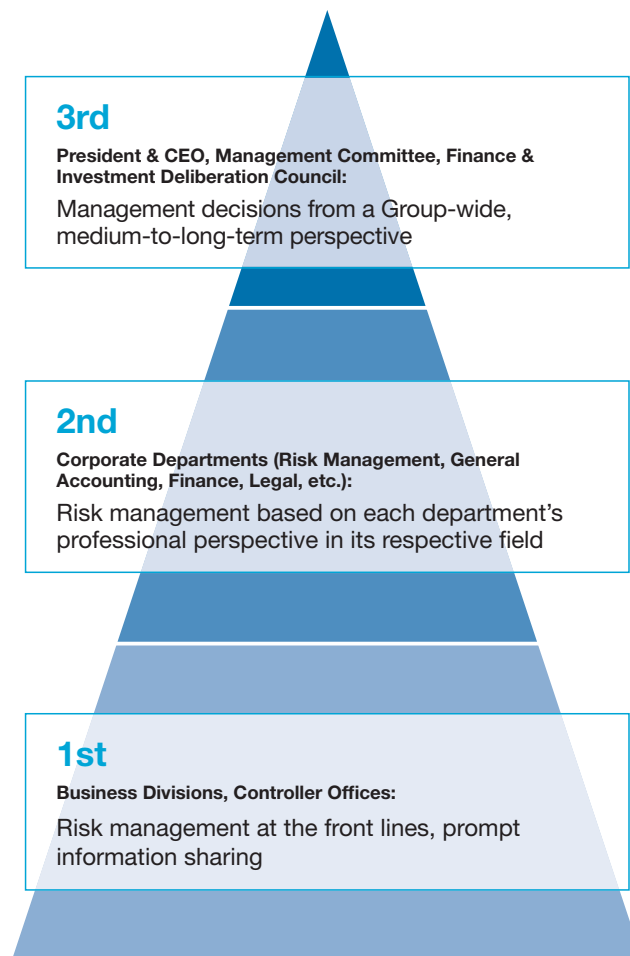 3rd
President & CEO, Management Committee, Finance &
Investment Deliberation Council:
Management decisions from a Group-wide,
medium-to-long-term perspective
2nd
Corporate Departments (Risk Management, General
Accounting, Finance, Legal, etc.):
Risk management based on each department’s
professional perspective in its respective field
1st
Business Divisions, Controller Offices:
Risk management at the front lines, prompt
information sharing